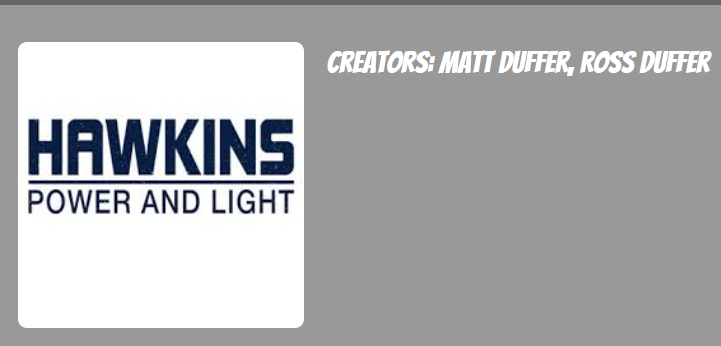 HAWKINS
POWER AND LIGHT
CREATORS: MATT DUFFER, ROSS DUFFER